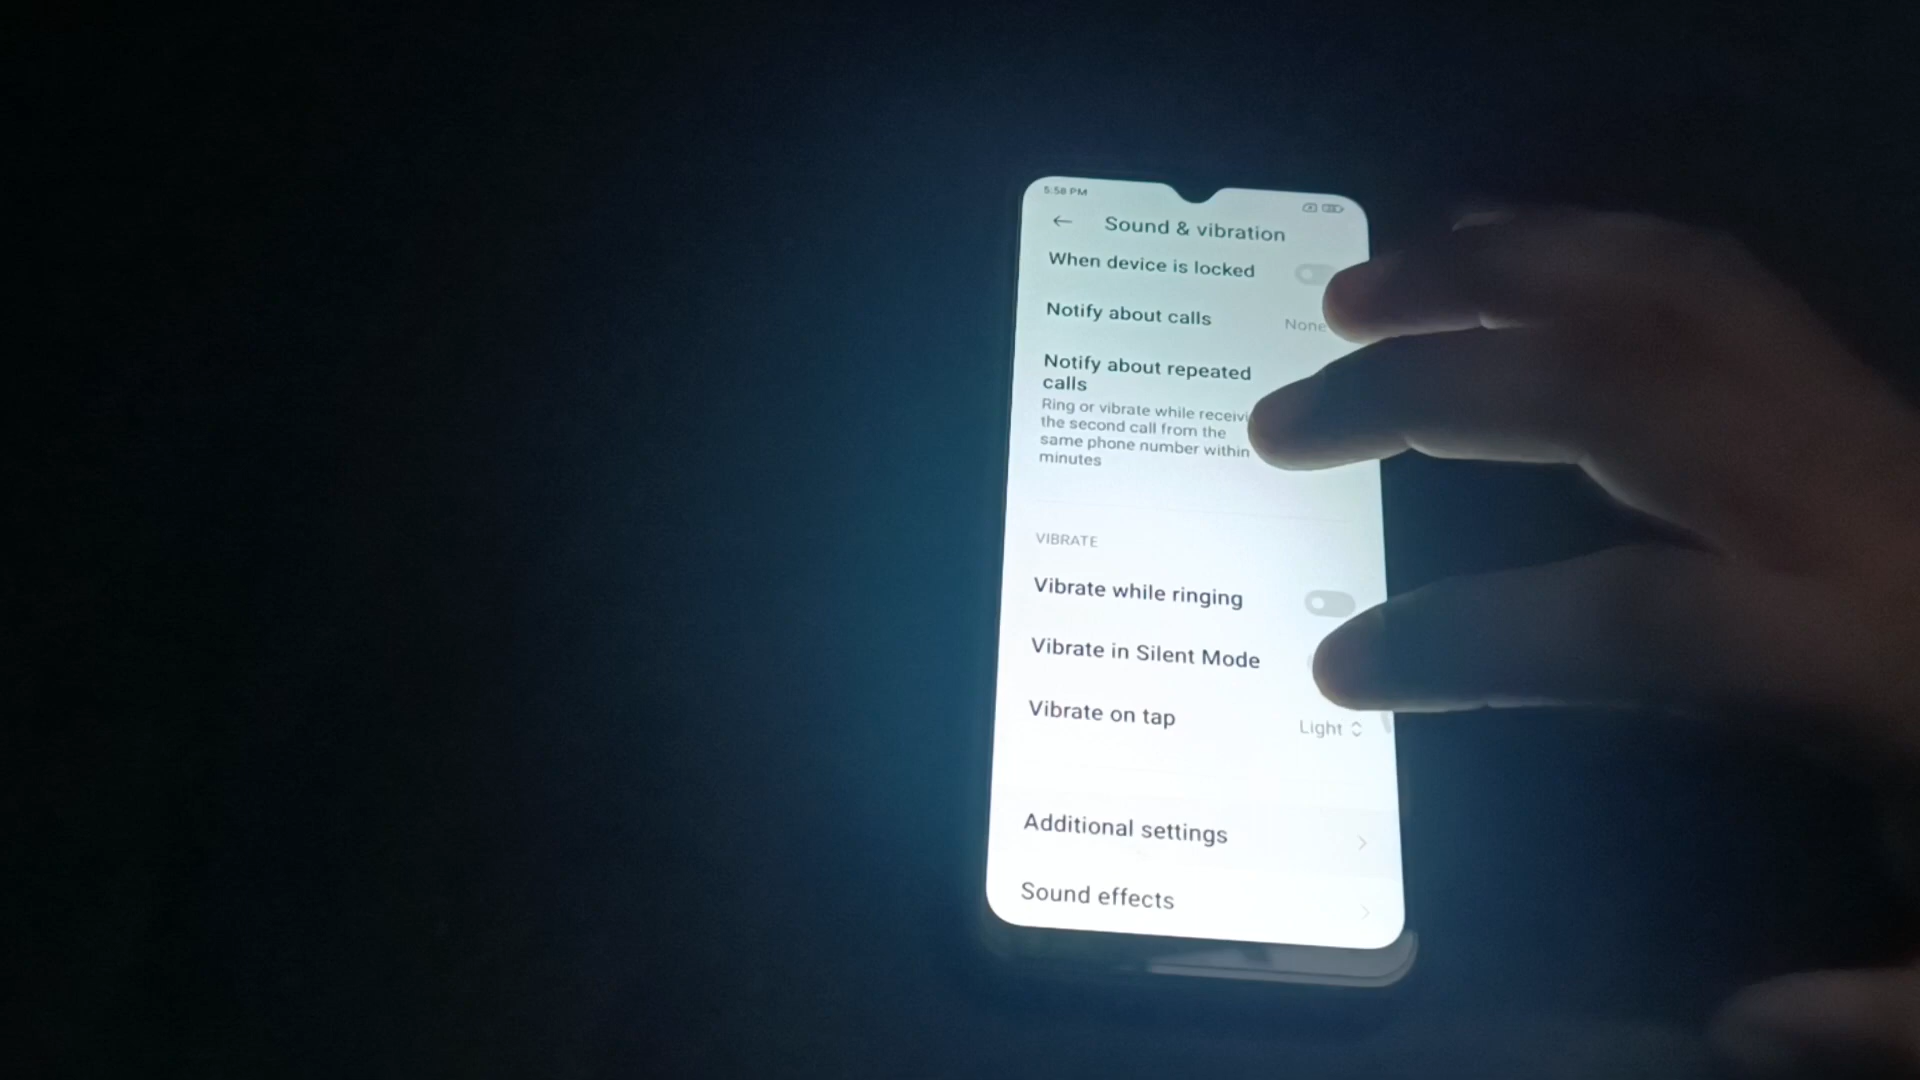 5:58 PM
Sound & vibration
When device is locked
Notify about calls
None
Notify about repeated
calls
Ring or vibrate while
the second call from the
same phone number within
minutes
VIBRATE
Vibrate while ringing
Vibrate in Silent Mode
Vibrate on tap
Light
Additional settings
Sound effects